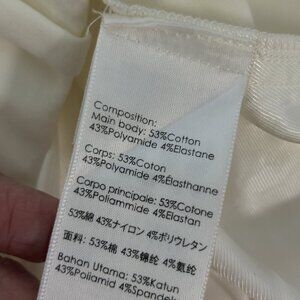 Composition:
Main body: 53%Cotton
43%Polyamide 4%Elastane
Corps: 53%Coton
43%Polyamide 4%Élasthanne
Corpo principale: 53%Cotone
43%Poliammide 4%Elastan
53%綿 43%ナイロン 4%ポリウレタン
面料: 53%棉 43%锦纶 4%氨纶
Bahan Utama: 53%Katun
43%Poliamid 4%Spandeks